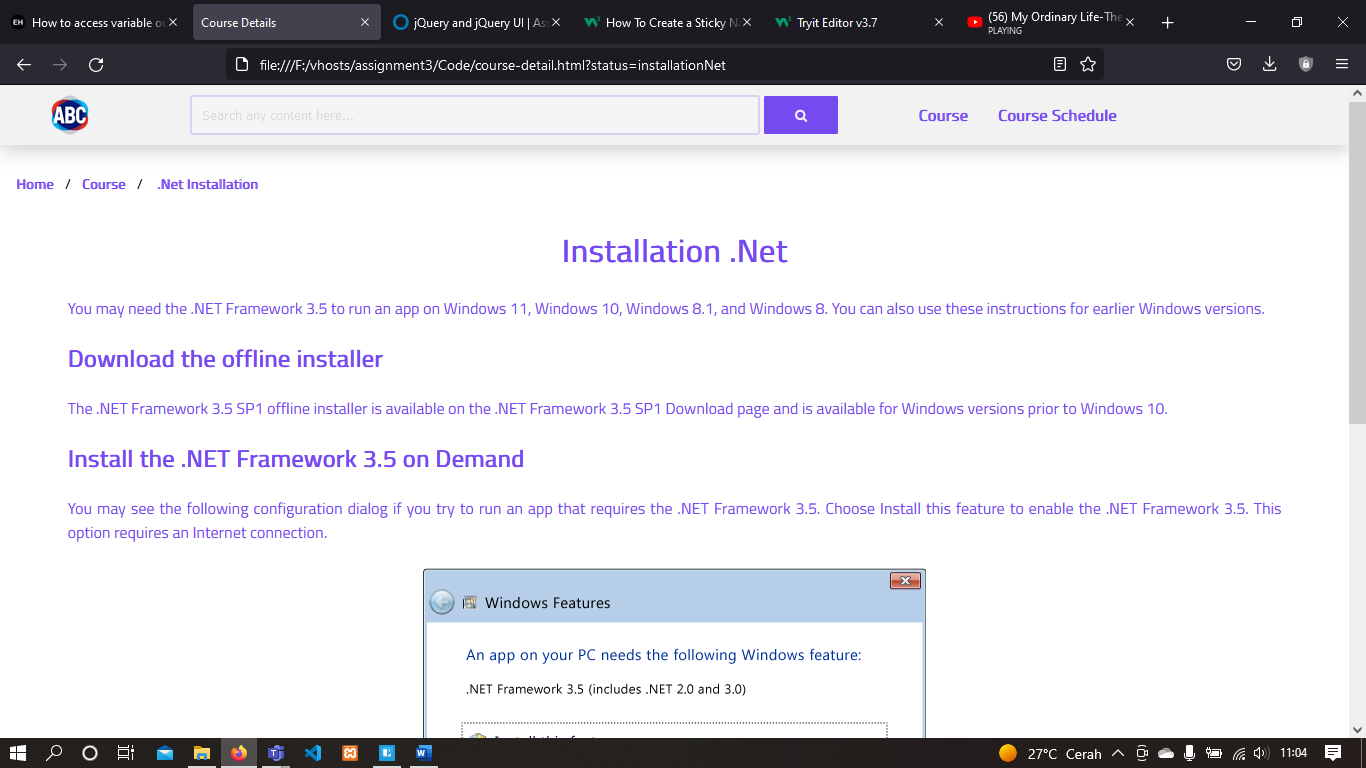 How to access variable ou
Course Details
jQuery and jQuery UI | As
How To Create a Sticky Na
Tryit Editor v3.7
(56) My Ordinary Life-The
PLAYING
file:///F:/vhosts/assignment3/Code/course-detail.html?status=installationNet
ABC
Search any content here...
Course
Course Schedule
Home / Course / .Net Installation
Installation .Net
You may need the .NET Framework 3.5 to run an app on Windows 11, Windows 10, Windows 8.1, and Windows 8. You can also use these instructions for earlier Windows versions.
Download the offline installer
The .NET Framework 3.5 SP1 offline installer is available on the .NET Framework 3.5 SP1 Download page and is available for Windows versions prior to Windows 10.
Install the .NET Framework 3.5 on Demand
You may see the following configuration dialog if you try to run an app that requires the .NET Framework 3.5. Choose Install this feature to enable the .NET Framework 3.5. This
option requires an Internet connection.
Windows Features
An app on your PC needs the following Windows feature:
.NET Framework 3.5 (includes .NET 2.0 and 3.0)
27°C Cerah
11:04